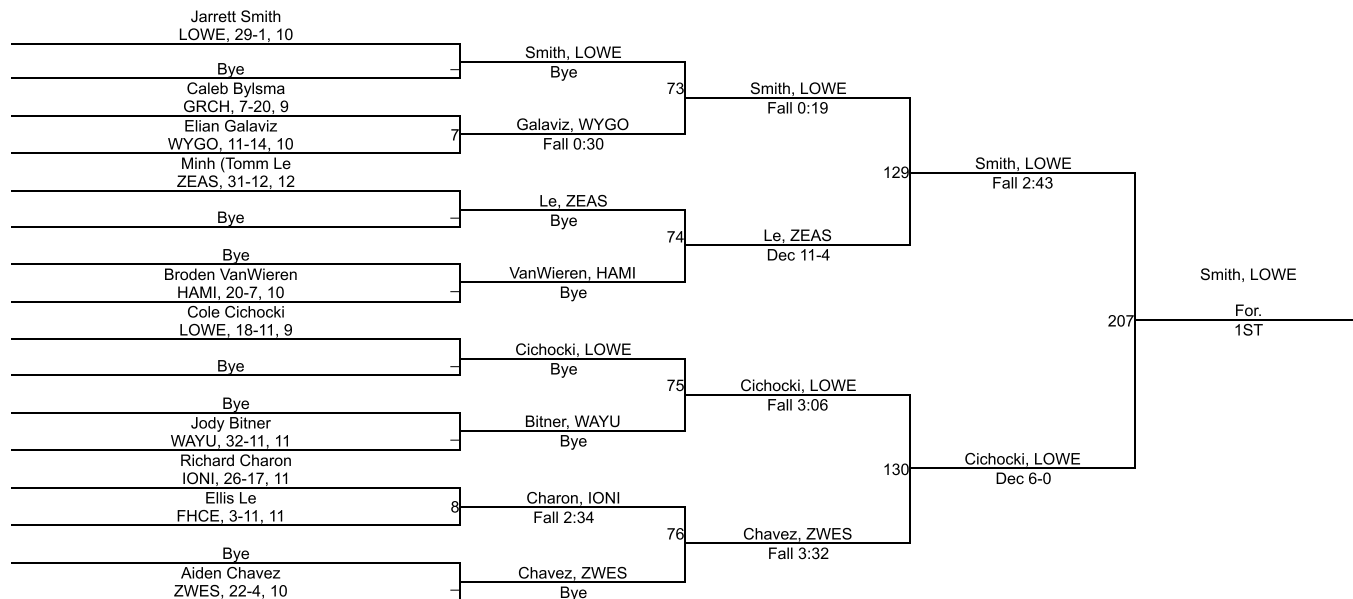 Jarrett Smith
LOWE, 29-1, 10
Bye
–
Caleb Bylsma
GRCH, 7-20, 9
Elian Galaviz
WYGO, 11-14, 10
7
Minh (Tomm Le
ZEAS, 31-12, 12
Bye
–
Bye
Broden VanWieren
HAMI, 20-7, 10
–
Cole Cichocki
LOWE, 18-11, 9
Bye
–
Bye
Jody Bitner
WAYU, 32-11, 11
–
Richard Charon
IONI, 26-17, 11
Ellis Le
FHCE, 3-11, 11
8
Bye
Aiden Chavez
ZWES, 22-4, 10
–
Smith, LOWE
Bye
73
Galaviz, WYGO
Fall 0:30
Le, ZEAS
Bye
74
VanWieren, HAMI
Bye
Cichocki, LOWE
Bye
75
Bitner, WAYU
Bye
Charon, IONI
Fall 2:34
76
Chavez, ZWES
Bye
Smith, LOWE
Fall 0:19
129
Le, ZEAS
Dec 11-4
Cichocki, LOWE
Fall 3:06
130
Chavez, ZWES
Fall 3:32
Smith, LOWE
Fall 2:43
207
Cichocki, LOWE
Dec 6-0
Smith, LOWE
For.
1ST